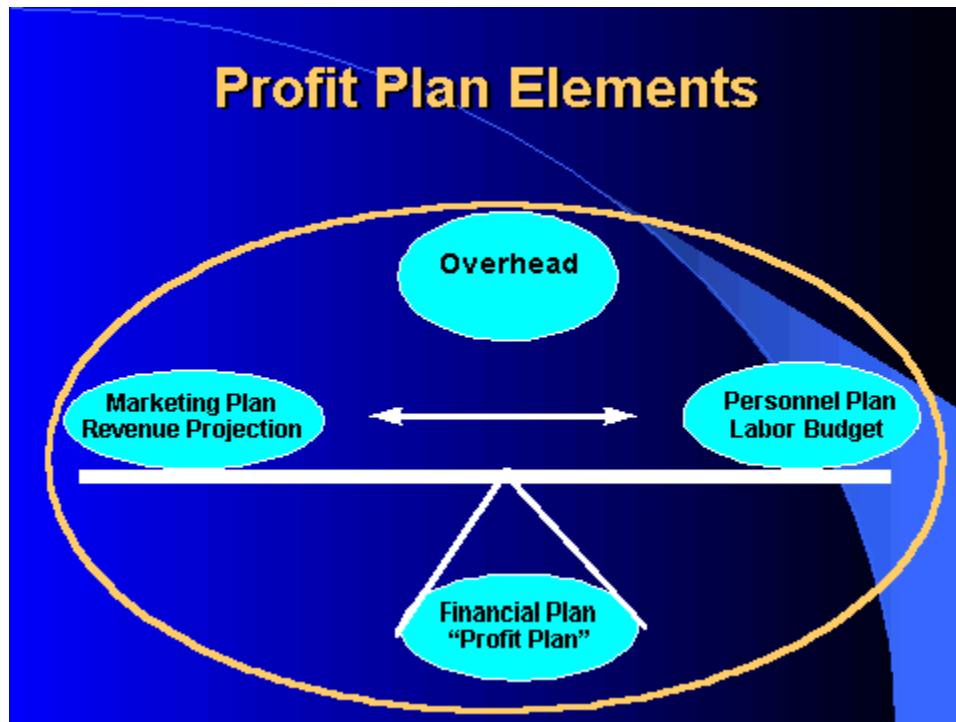 Profit Plan Elements
Overhead
Marketing Plan
Revenue Projection
Personnel Plan
Labor Budget
Financial Plan
“Profit Plan”